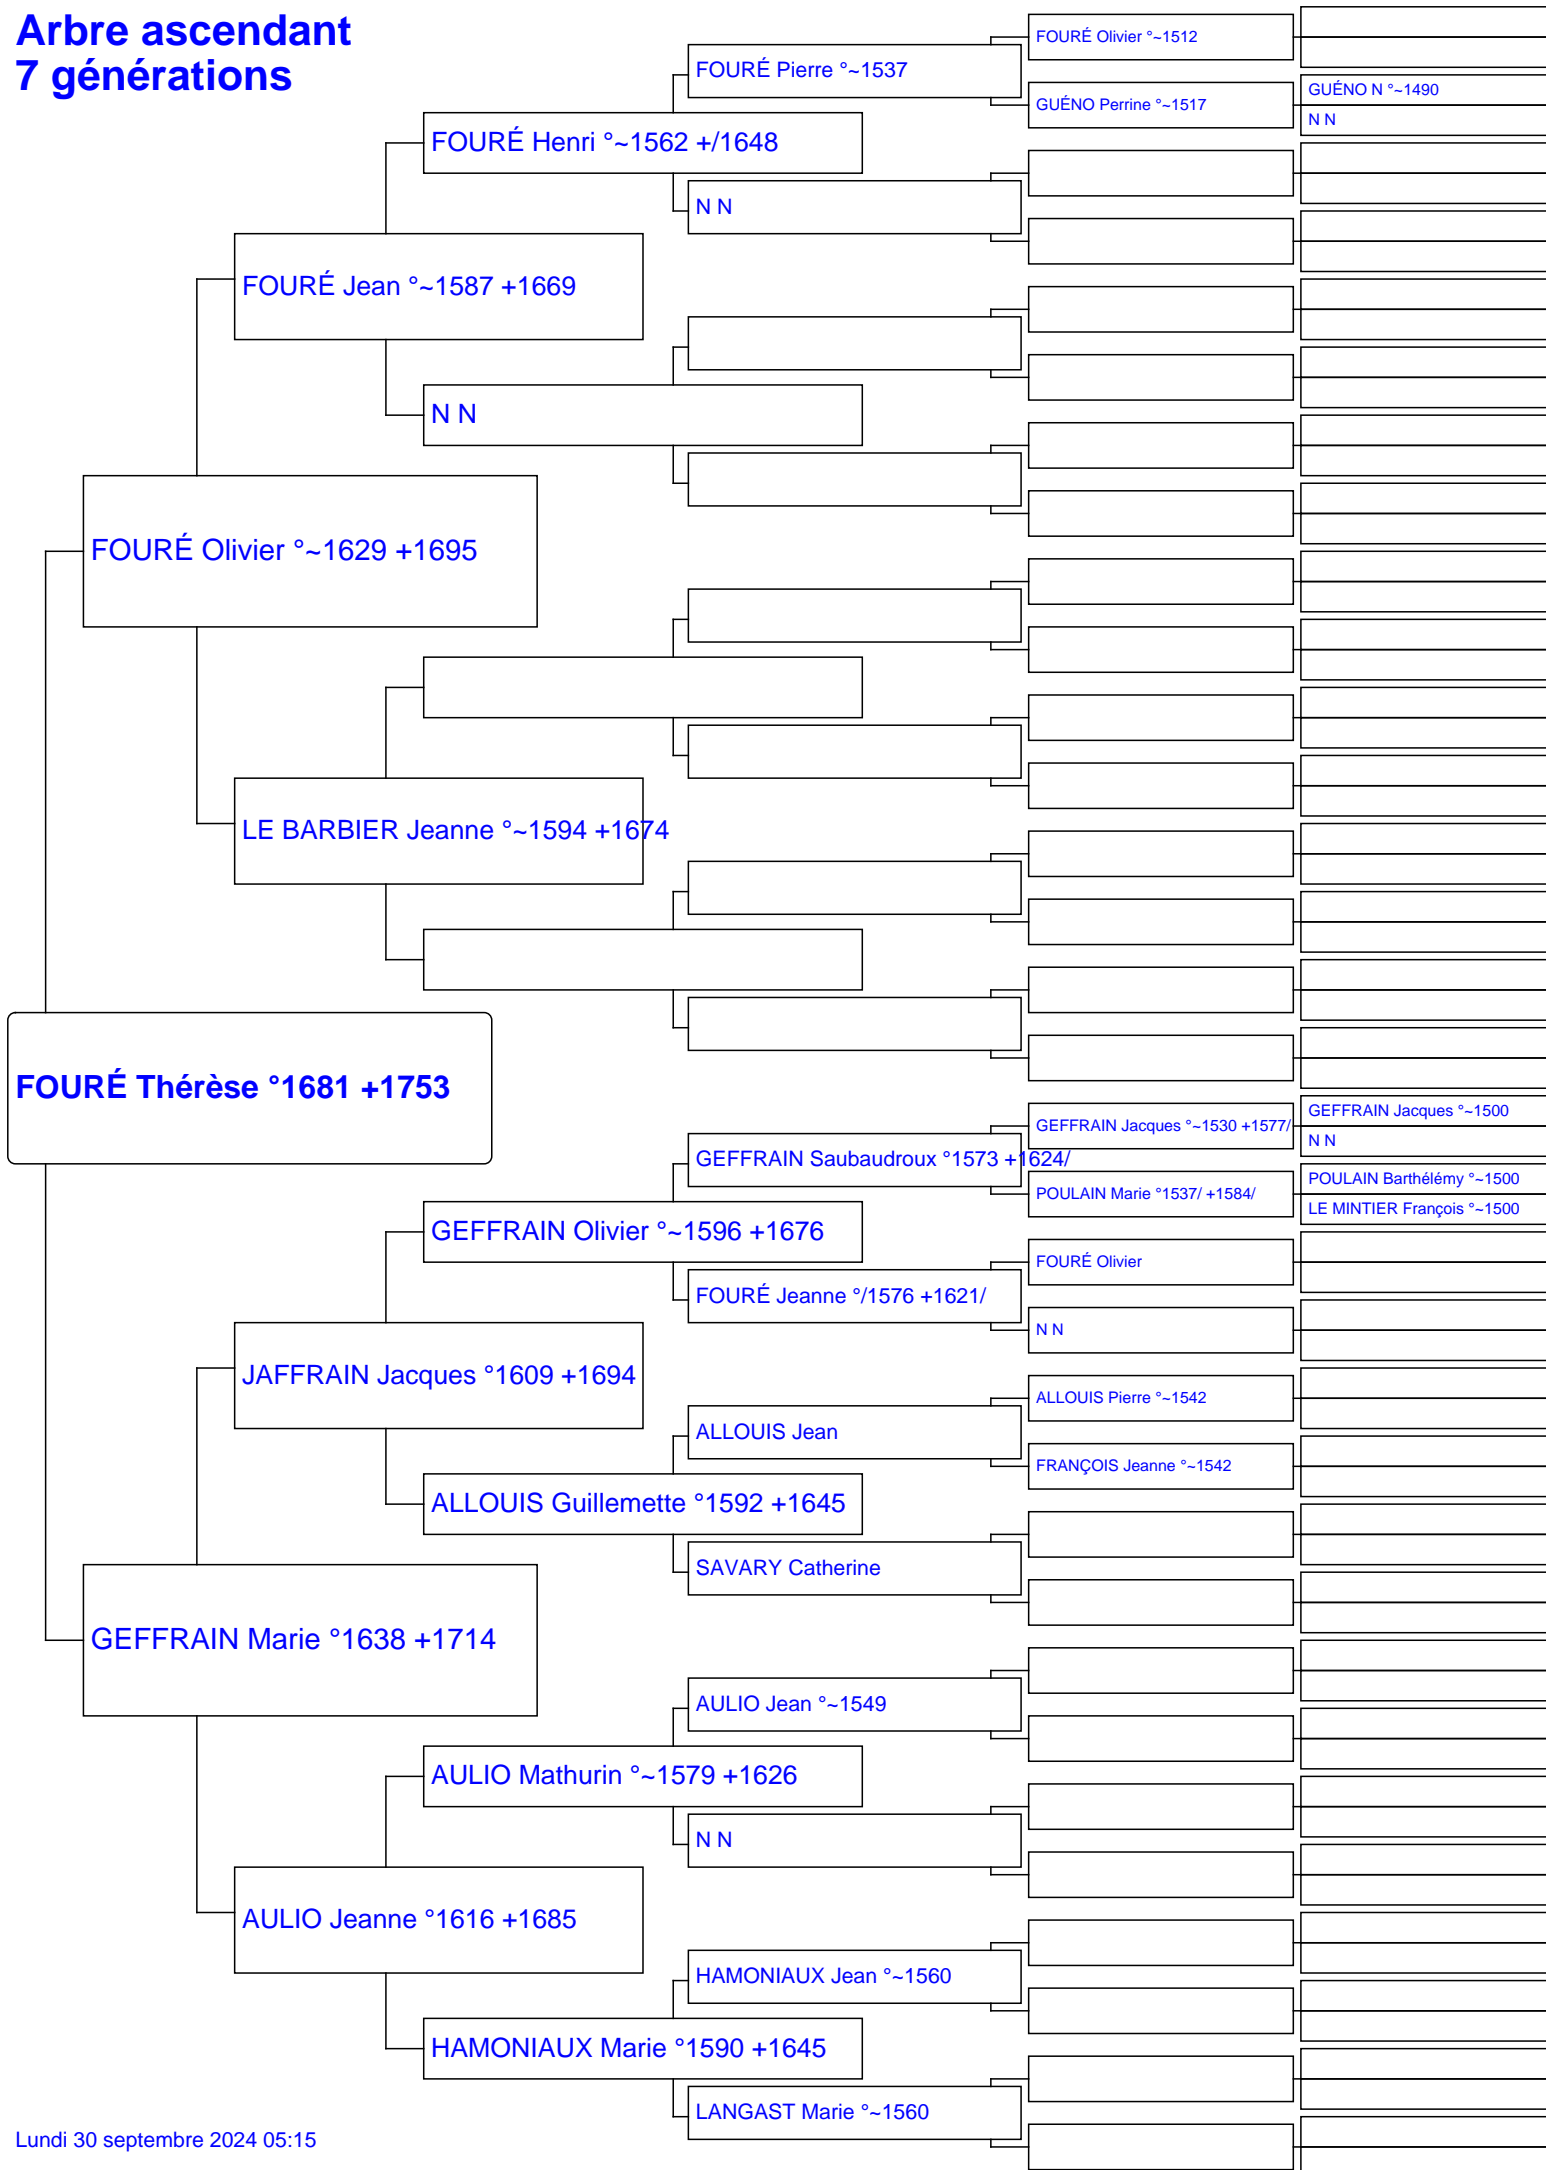 Arbre ascendant
7 générations
FOURÉ Olivier °~1512
FOURÉ Pierre °~1537
GUÉNO N °~1490
GUÉNO Perrine °~1517
N N
FOURÉ Henri °~1562 +/1648
N N
FOURÉ Jean °~1587 +1669
N N
FOURÉ Olivier °~1629 +1695
LE BARBIER Jeanne °~1594 +1674
FOURÉ Thérèse °1681 +1753
GEFFRAIN Jacques °~1500
GEFFRAIN Jacques °~1530 +1577/
N N
GEFFRAIN Saubaudroux °1573 +1624/
POULAIN Barthélémy °~1500
POULAIN Marie °1537/ +1584/
LE MINTIER François °~1500
GEFFRAIN Olivier °~1596 +1676
FOURÉ Olivier
FOURÉ Jeanne °/1576 +1621/
N N
JAFFRAIN Jacques °1609 +1694
ALLOUIS Pierre °~1542
ALLOUIS Jean
FRANÇOIS Jeanne °~1542
ALLOUIS Guillemette °1592 +1645
SAVARY Catherine
GEFFRAIN Marie °1638 +1714
AULIO Jean °~1549
AULIO Mathurin °~1579 +1626
N N
AULIO Jeanne °1616 +1685
HAMONIAUX Jean °~1560
HAMONIAUX Marie °1590 +1645
LANGAST Marie °~1560
Lundi 30 septembre 2024 05:15